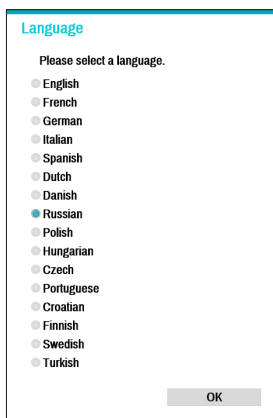 Language
Please select a language.
English
French
German
Italian
Spanish
Dutch
Danish
Russian
Polish
Hungarian
Czech
Portuguese
Croatian
Finnish
Swedish
Turkish
OK